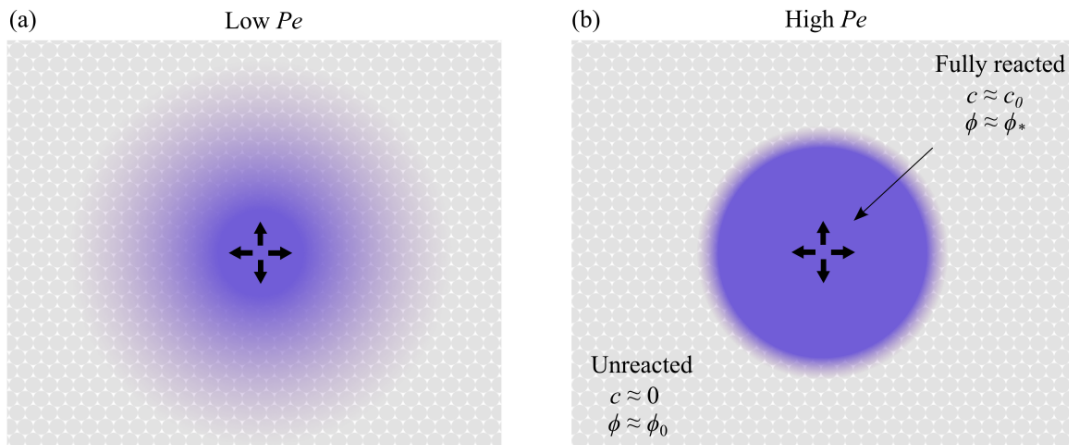 (a)
Low Pe
(b)
High Pe
Fully reacted
c ≈ c₀
ϕ ≈ ϕ*
Unreacted
c ≈ 0
ϕ ≈ ϕ₀